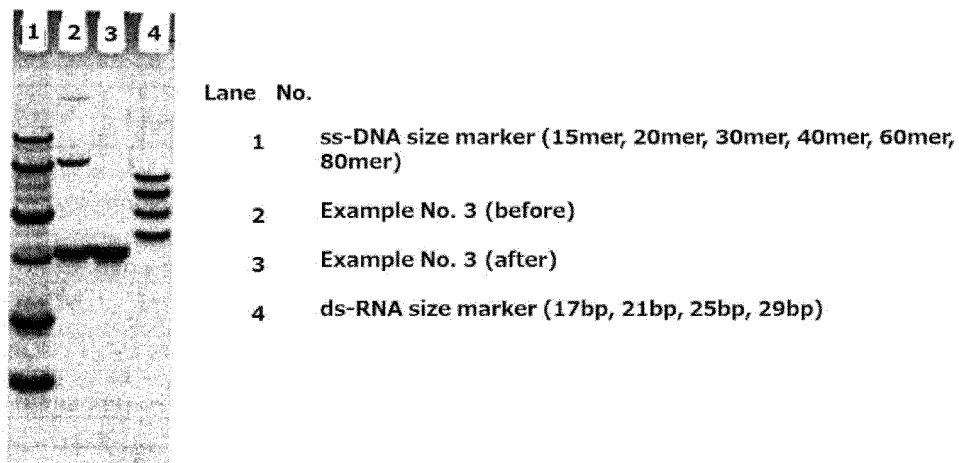 1 2 3 4
Lane No.
1 ss-DNA size marker (15mer, 20mer, 30mer, 40mer, 60mer,
80mer)
2 Example No. 3 (before)
3 Example No. 3 (after)
4 ds-RNA size marker (17bp, 21bp, 25bp, 29bp)